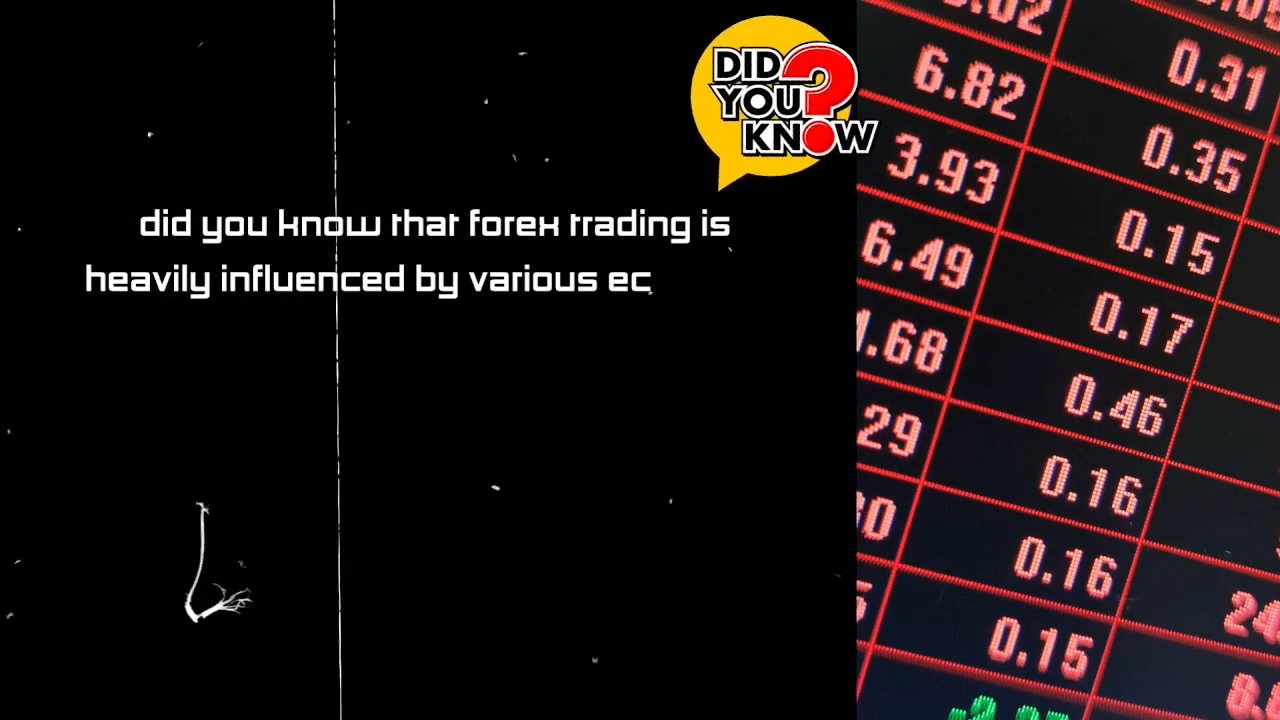 DID
YOU?
KNOW
did you know that forex trading is
heavily influenced by various ec
6.82 0.31
3.93 0.35
6.49 0.15
.68 0.17
29 0.46
0.16
0.16
0.15